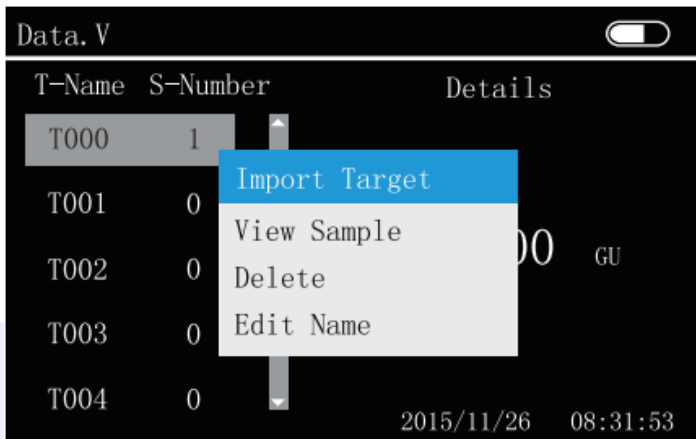 Data.V
T-Name S-Number
Details
T000 1
T001 0
T002 0
T003 0
T004 0
Import Target
View Sample
Delete
Edit Name
GU
2015/11/26 08:31:53